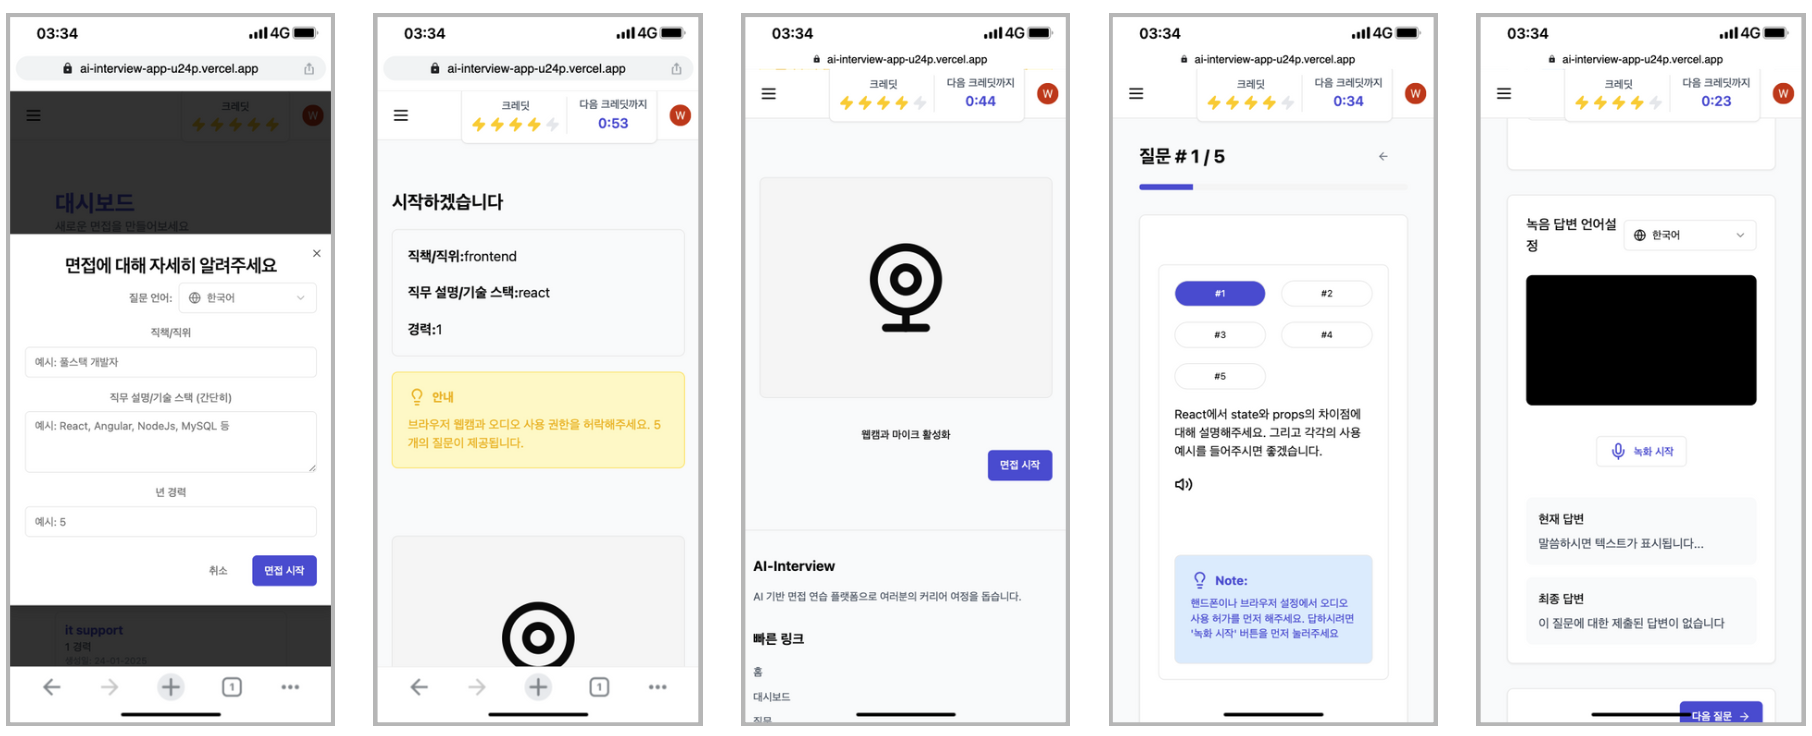 03:34
4G
ai-interview-app-u24p.vercel.app
크레딧
W
대시보드
새로운 면접을 만들어보세요
면접에 대해 자세히 알려주세요
질문 언어:
한국어
직책/직위
예시: 풀스택 개발자
직무 설명/기술 스택 (간단히)
예시: React, Angular, NodeJs, MySQL 등
년 경력
예시: 5
취소
면접 시작
it support
1 경력
생성일: 24-01-2025
1
03:34
4G
ai-interview-app-u24p.vercel.app
크레딧
다음 크레딧까지
0:53
W
시작하겠습니다
직책/직위:frontend
직무 설명/기술 스택:react
경력:1
안내
브라우저 웹캠과 오디오 사용 권한을 허락해주세요. 5
개의 질문이 제공됩니다.
1
03:34
4G
ai-interview-app-u24p.vercel.app
크레딧
다음 크레딧까지
0:44
W
웹캠과 마이크 활성화
면접 시작
AI-Interview
AI 기반 면접 연습 플랫폼으로 여러분의 커리어 여정을 돕습니다.
빠른 링크
홈
대시보드
질문
03:34
4G
ai-interview-app-u24p.vercel.app
크레딧
다음 크레딧까지
0:34
W
질문 # 1 / 5
#1
#2
#3
#4
#5
React에서 state와 props의 차이점에
대해 설명해주세요. 그리고 각각의 사용
예시를 들어주시면 좋겠습니다.
Note:
핸드폰이나 브라우저 설정에서 오디오
사용 허가를 먼저 해주세요. 답하시려면
'녹화 시작' 버튼을 먼저 눌러주세요
03:34
4G
ai-interview-app-u24p.vercel.app
크레딧
다음 크레딧까지
0:23
W
녹음 답변 언어설
정
한국어
녹화 시작
현재 답변
말씀하시면 텍스트가 표시됩니다...
최종 답변
이 질문에 대한 제출된 답변이 없습니다
다음 질문